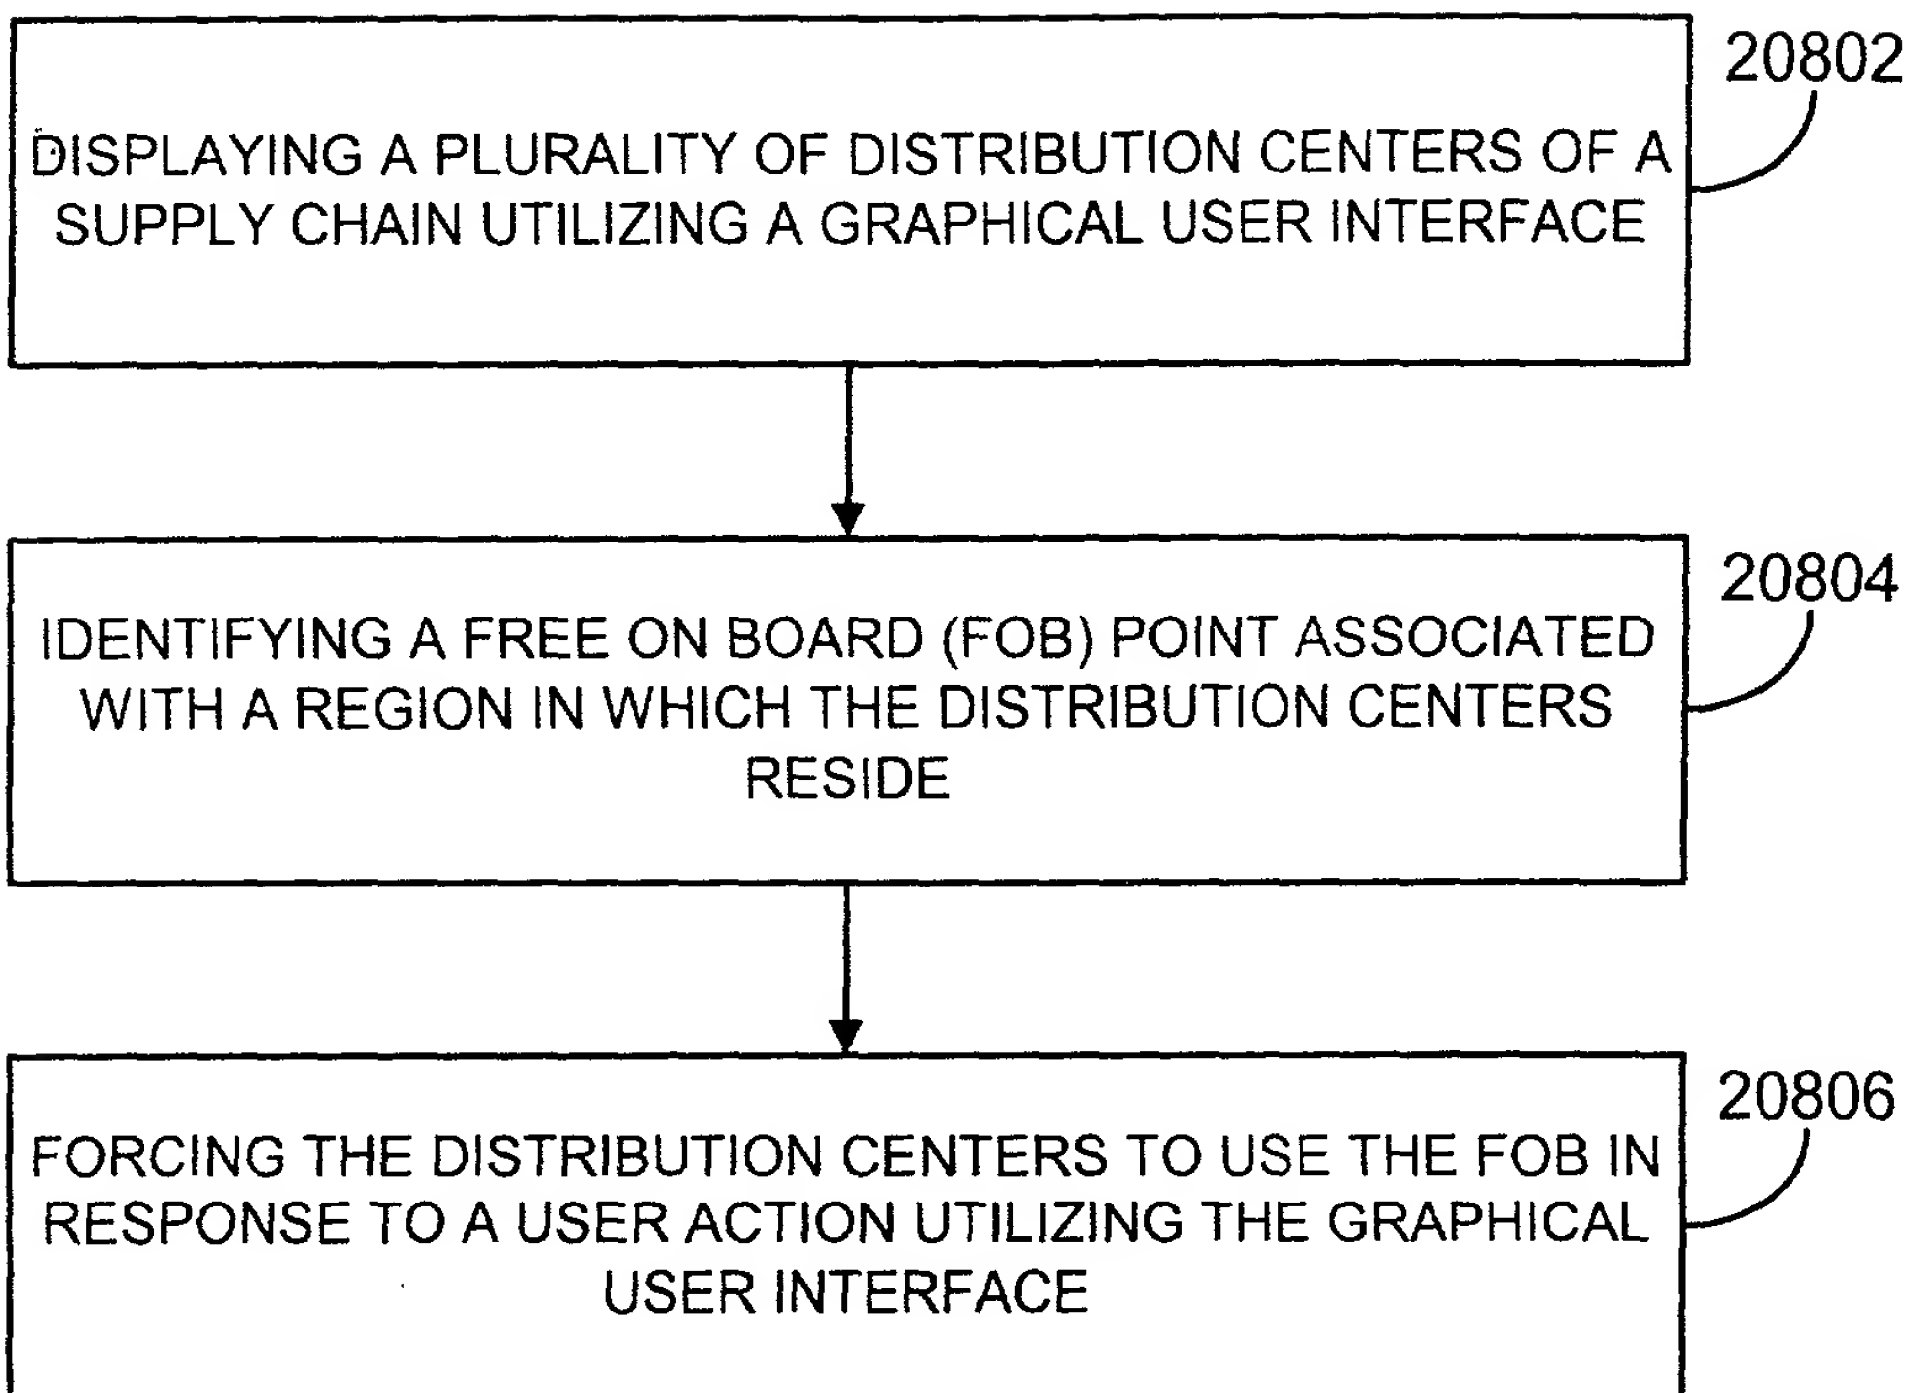 20802
DISPLAYING A PLURALITY OF DISTRIBUTION CENTERS OF A
SUPPLY CHAIN UTILIZING A GRAPHICAL USER INTERFACE
20804
IDENTIFYING A FREE ON BOARD (FOB) POINT ASSOCIATED
WITH A REGION IN WHICH THE DISTRIBUTION CENTERS
RESIDE
20806
FORCING THE DISTRIBUTION CENTERS TO USE THE FOB IN
RESPONSE TO A USER ACTION UTILIZING THE GRAPHICAL
USER INTERFACE